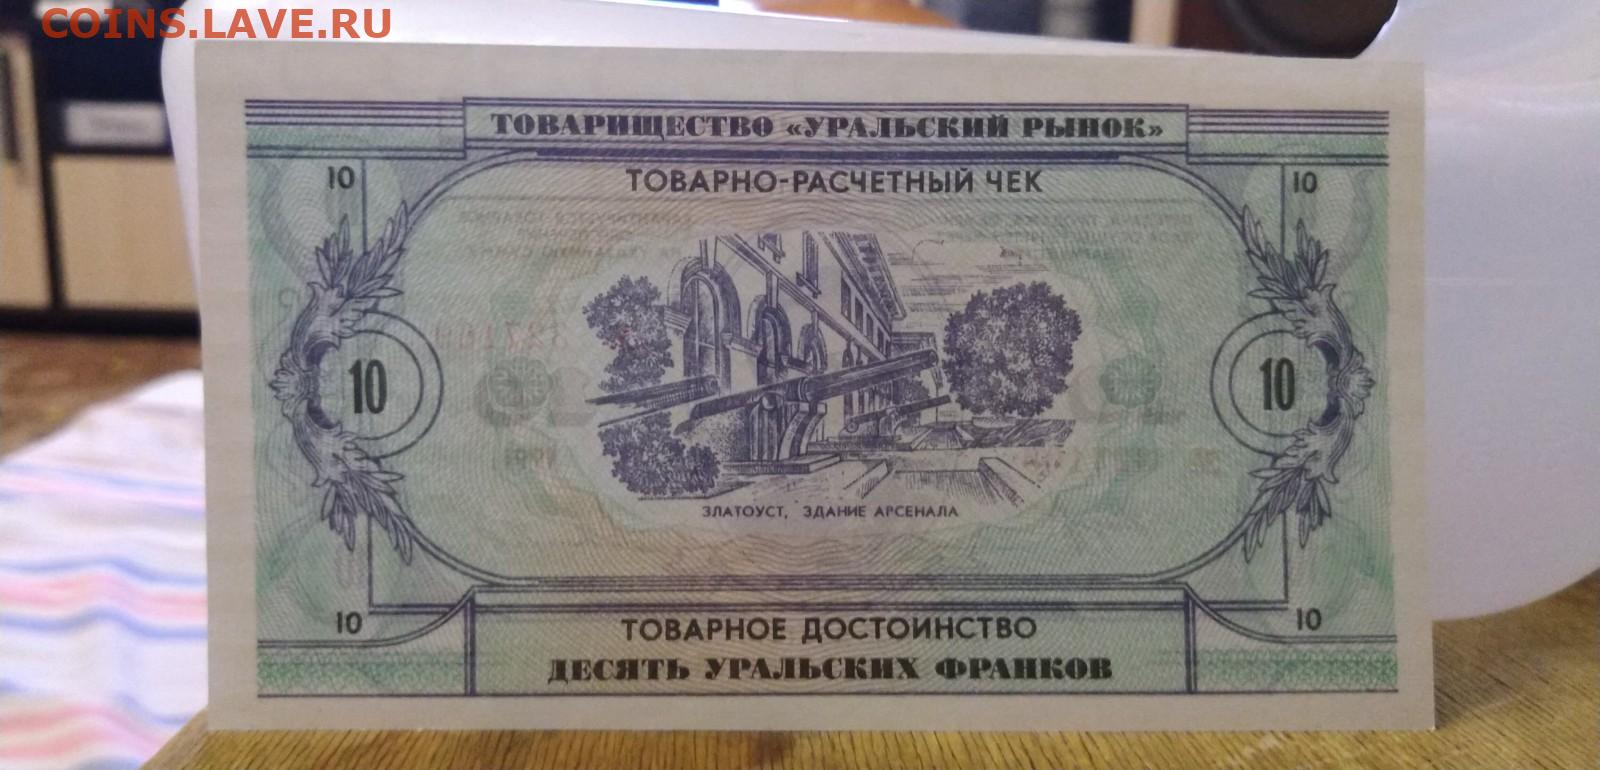 COINS.LAVE.RU
ТОВАРИЩЕСТВО «УРАЛЬСКИЙ РЫНОК»
ТОВАРНО-РАСЧЕТНЫЙ ЧЕК
10 10
10 10
ЗЛАТОУСТ, ЗДАНИЕ АРСЕНАЛА
10 10
ТОВАРНОЕ ДОСТОИНСТВО
ДЕСЯТЬ УРАЛЬСКИХ ФРАНКОВ